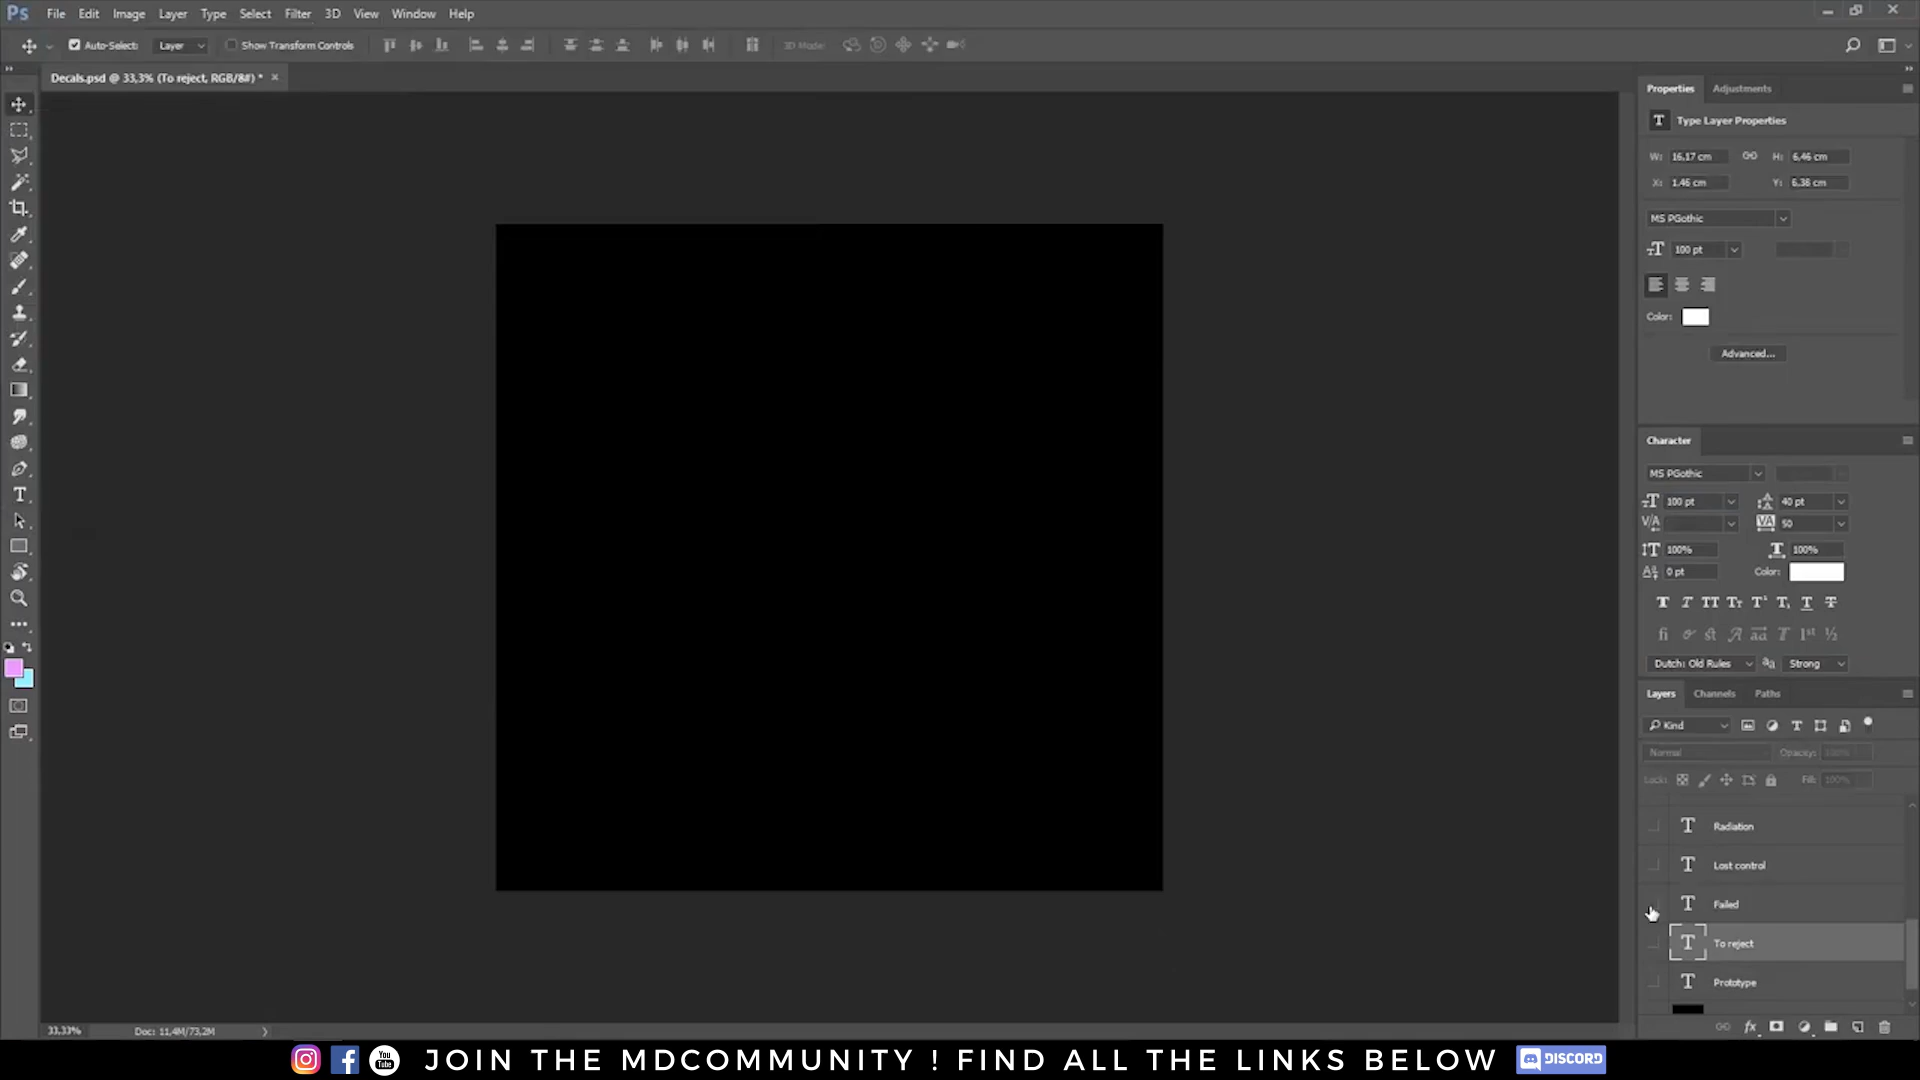 Ps File Edit Image Layer Type Select Filter 3D View Window Help
Auto-Select: Layer Show Transform Controls 3D Mode:
Decals.psd @ 33,3% (To reject, RGB/8#) * ×
Properties Adjustments
T Type Layer Properties
W: 16,17 cm H: 6,46 cm
X: 1,46 cm Y: 6,38 cm
MS PGothic
100 pt
Color:
Advanced...
Character
MS PGothic
100 pt 40 pt
50
100% 100%
0 pt Color:
Dutch: Old Rules Strong
Layers Channels Paths
Kind
Normal Opacity: 100%
Lock: Fill: 100%
T Radiation
T Lost control
T Failed
T To reject
T Prototype
33,33% Doc: 11,4M/73,2M
You Tube JOIN THE MDCOMMUNITY ! FIND ALL THE LINKS BELOW DISCORD